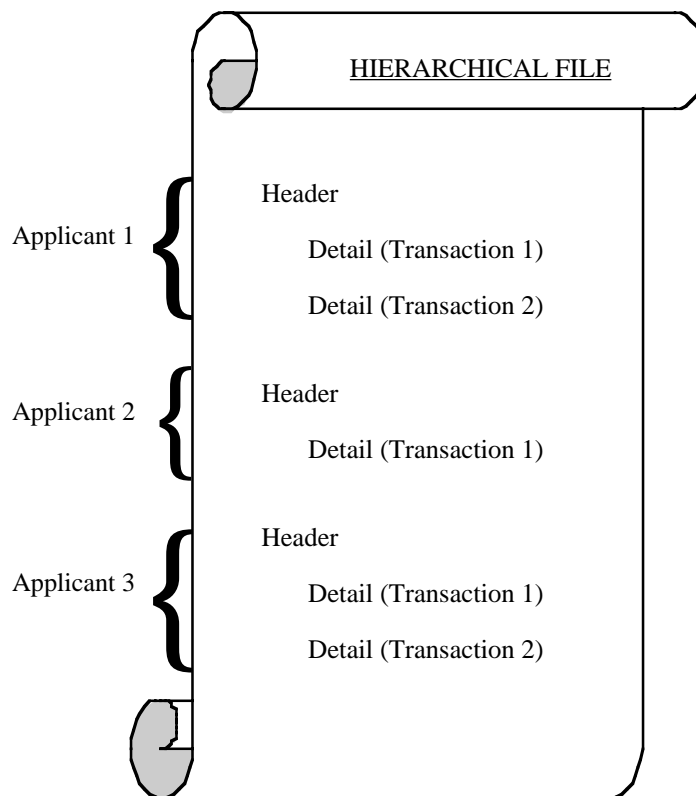 HIERARCHICAL FILE
Header
Applicant 1
Detail (Transaction 1)
Detail (Transaction 2)
Header
Applicant 2
Detail (Transaction 1)
Header
Applicant 3
Detail (Transaction 1)
Detail (Transaction 2)